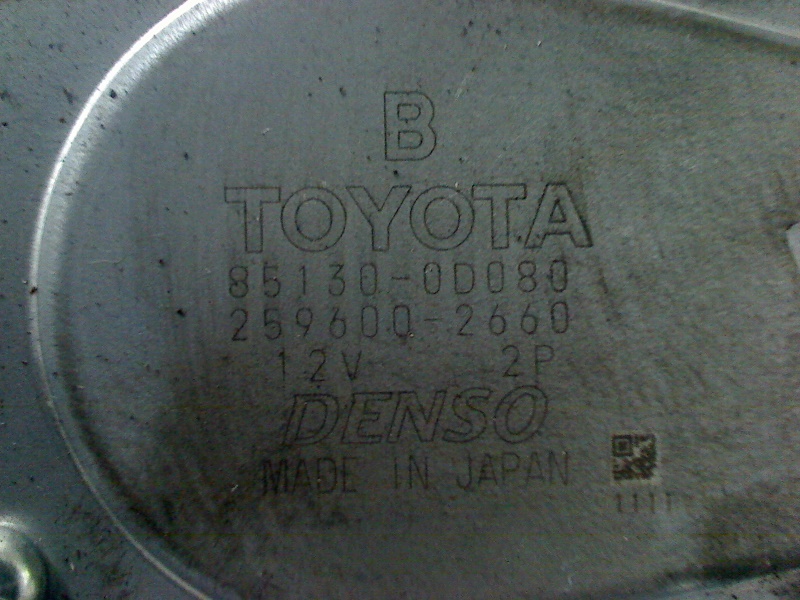 B
TOYOTA
85130-0D080
259600-2660
12V 2P
DENSO
MADE IN JAPAN